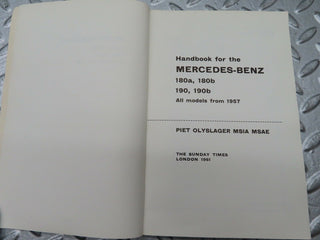 Handbook for the
MERCEDES-BENZ
180a, 180b
190, 190b
All models from 1957
PIET OLYSLAGER MSIA MSAE
THE SUNDAY TIMES
LONDON 1961